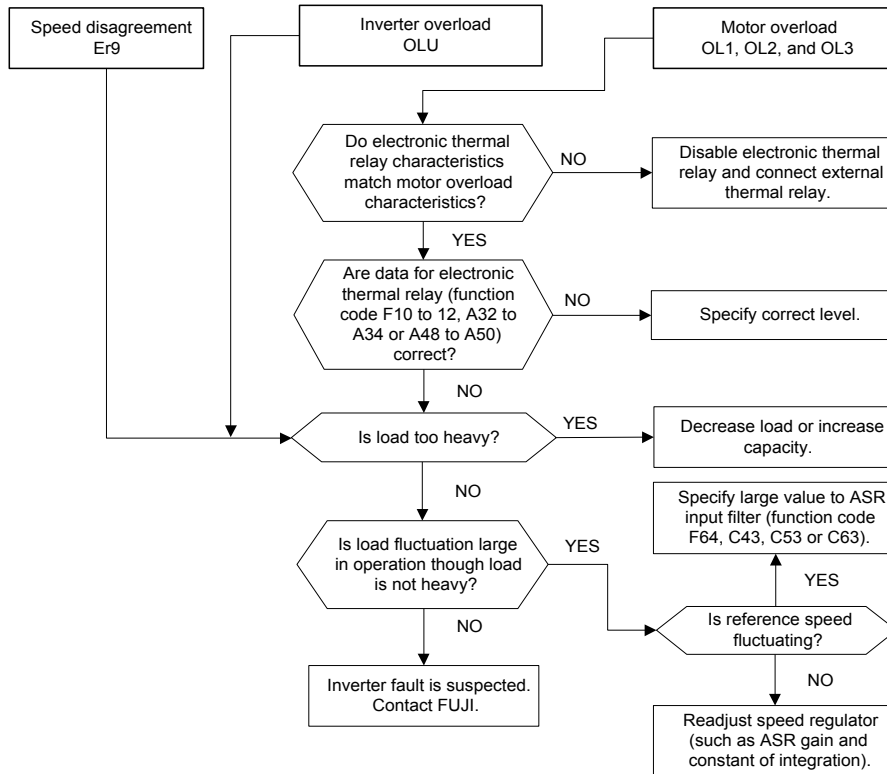 Speed disagreement
Er9
Inverter overload
OLU
Motor overload
OL1, OL2, and OL3
Do electronic thermal
relay characteristics
match motor overload
characteristics?
NO
Disable electronic thermal
relay and connect external
thermal relay.
YES
Are data for electronic
thermal relay (function
code F10 to 12, A32 to
A34 or A48 to A50)
correct?
NO
Specify correct level.
NO
Is load too heavy?
YES
Decrease load or increase
capacity.
NO
Is load fluctuation large
in operation though load
is not heavy?
YES
Specify large value to ASR
input filter (function code
F64, C43, C53 or C63).
YES
Is reference speed
fluctuating?
NO
Inverter fault is suspected.
Contact FUJI.
NO
Readjust speed regulator
(such as ASR gain and
constant of integration).